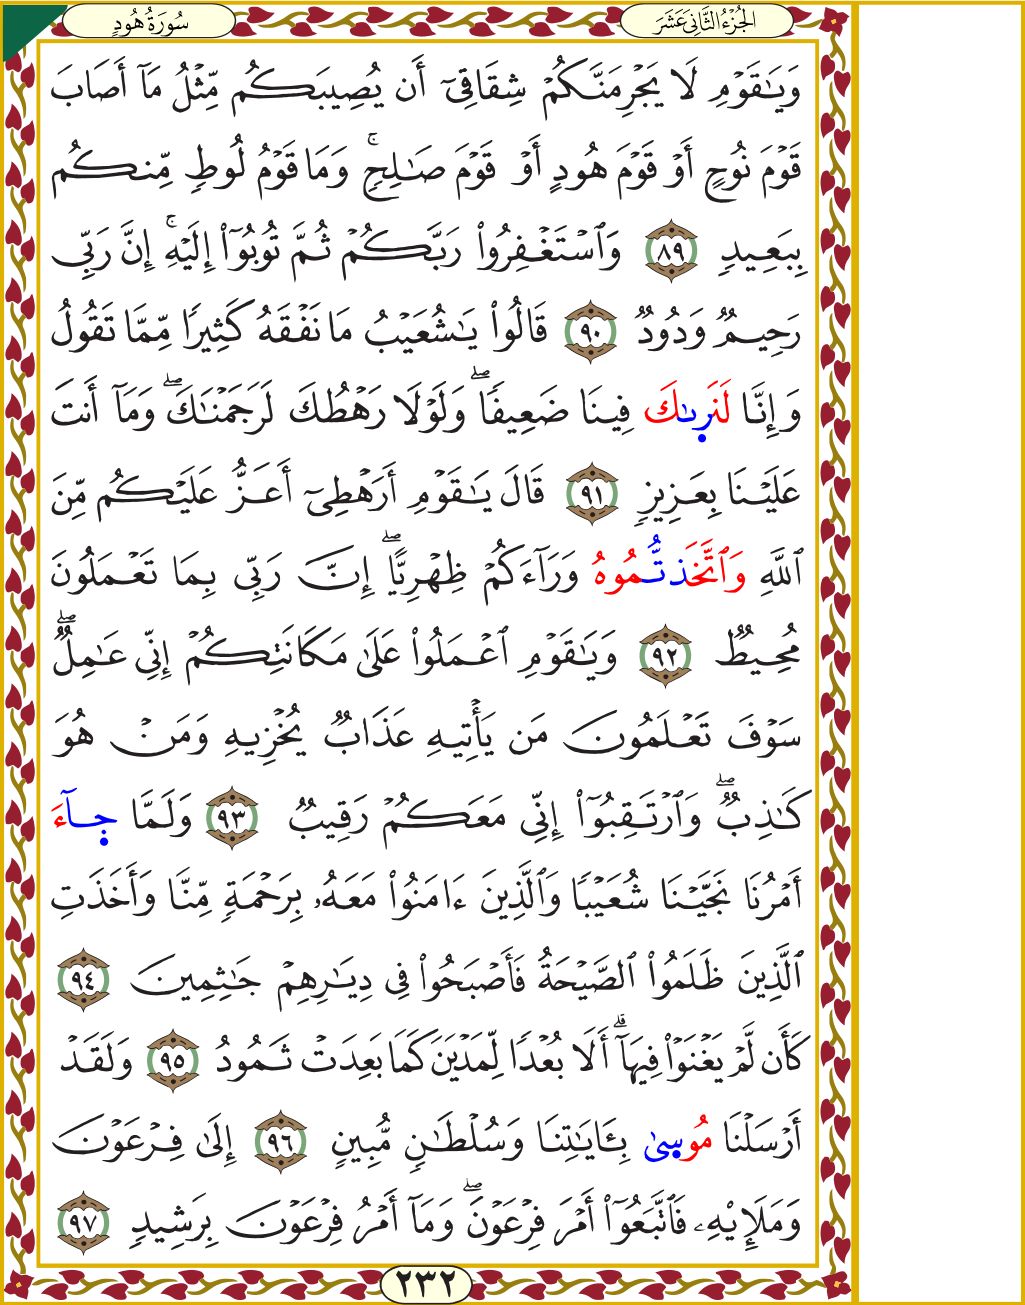 الجُزْءُ الثَّانِي عَشَرَ
سُورَةُ هُودٍ
وَيَٰقَوْمِ لَا يَجْرِمَنَّكُمْ شِقَاقِىٓ أَن يُصِيبَكُم مِّثْلُ مَآ أَصَابَ
قَوْمَ نُوحٍ أَوْ قَوْمَ هُودٍ أَوْ قَوْمَ صَٰلِحٍۚ وَمَا قَوْمُ لُوطٍ مِّنكُم
بِبَعِيدٍ ٨٩ وَٱسْتَغْفِرُوا۟ رَبَّكُمْ ثُمَّ تُوبُوٓا۟ إِلَيْهِۚ إِنَّ رَبِّى
رَحِيمٌ وَدُودٌ ٩٠ قَالُوا۟ يَٰشُعَيْبُ مَا نَفْقَهُ كَثِيرًا مِّمَّا تَقُولُ
وَإِنَّا لَنَرىٰكَ فِينَا ضَعِيفًاۖ وَلَوْلَا رَهْطُكَ لَرَجَمْنَٰكَۖ وَمَآ أَنتَ
عَلَيْنَا بِعَزِيزٍ ٩١ قَالَ يَٰقَوْمِ أَرَهْطِىٓ أَعَزُّ عَلَيْكُم مِّنَ
ٱللَّهِ وَٱتَّخَذتُّمُوهُ وَرَآءَكُمْ ظِهْرِيًّاۖ إِنَّ رَبِّى بِمَا تَعْمَلُونَ
مُحِيطٌ ٩٢ وَيَٰقَوْمِ ٱعْمَلُوا۟ عَلَىٰ مَكَانَتِكُمْ إِنِّى عَٰمِلٌۖ
سَوْفَ تَعْلَمُونَ مَن يَأْتِيهِ عَذَابٌ يُخْزِيهِ وَمَنْ هُوَ
كَٰذِبٌۖ وَٱرْتَقِبُوٓا۟ إِنِّى مَعَكُمْ رَقِيبٌ ٩٣ وَلَمَّا جَآءَ
أَمْرُنَا نَجَّيْنَا شُعَيْبًا وَٱلَّذِينَ ءَامَنُوا۟ مَعَهُۥ بِرَحْمَةٍ مِّنَّا وَأَخَذَتِ
ٱلَّذِينَ ظَلَمُوا۟ ٱلصَّيْحَةُ فَأَصْبَحُوا۟ فِى دِيَٰرِهِمْ جَٰثِمِينَ ٩٤
كَأَن لَّمْ يَغْنَوْا۟ فِيهَآۗ أَلَا بُعْدًا لِّمَدْيَنَ كَمَا بَعِدَتْ ثَمُودُ ٩٥ وَلَقَدْ
أَرْسَلْنَا مُوسىٰ بِـَٔايَٰتِنَا وَسُلْطَٰنٍ مُّبِينٍ ٩٦ إِلَىٰ فِرْعَوْنَ
وَمَلَإِي۟هِۦ فَٱتَّبَعُوٓا۟ أَمْرَ فِرْعَوْنَۖ وَمَآ أَمْرُ فِرْعَوْنَ بِرَشِيدٍ ٩٧
٢٣٢